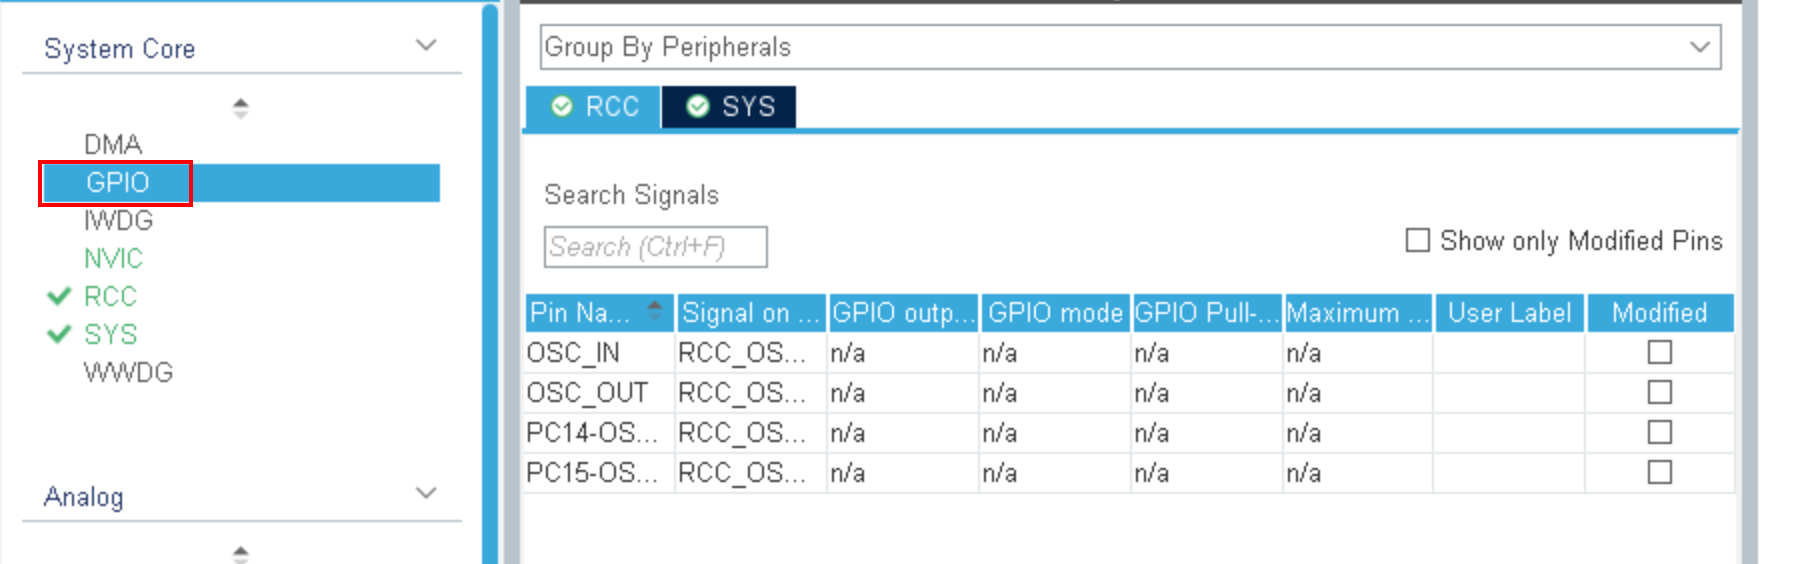 System Core
DMA
GPIO
IWDG
NVIC
RCC
SYS
WWDG
Analog
Group By Peripherals
RCC SYS
Search Signals
Search (Ctrl+F)
Show only Modified Pins
Pin Na... Signal on ... GPIO outp... GPIO mode GPIO Pull-... Maximum ... User Label Modified
OSC_IN RCC_OS... n/a n/a n/a n/a
OSC_OUT RCC_OS... n/a n/a n/a n/a
PC14-OS... RCC_OS... n/a n/a n/a n/a
PC15-OS... RCC_OS... n/a n/a n/a n/a